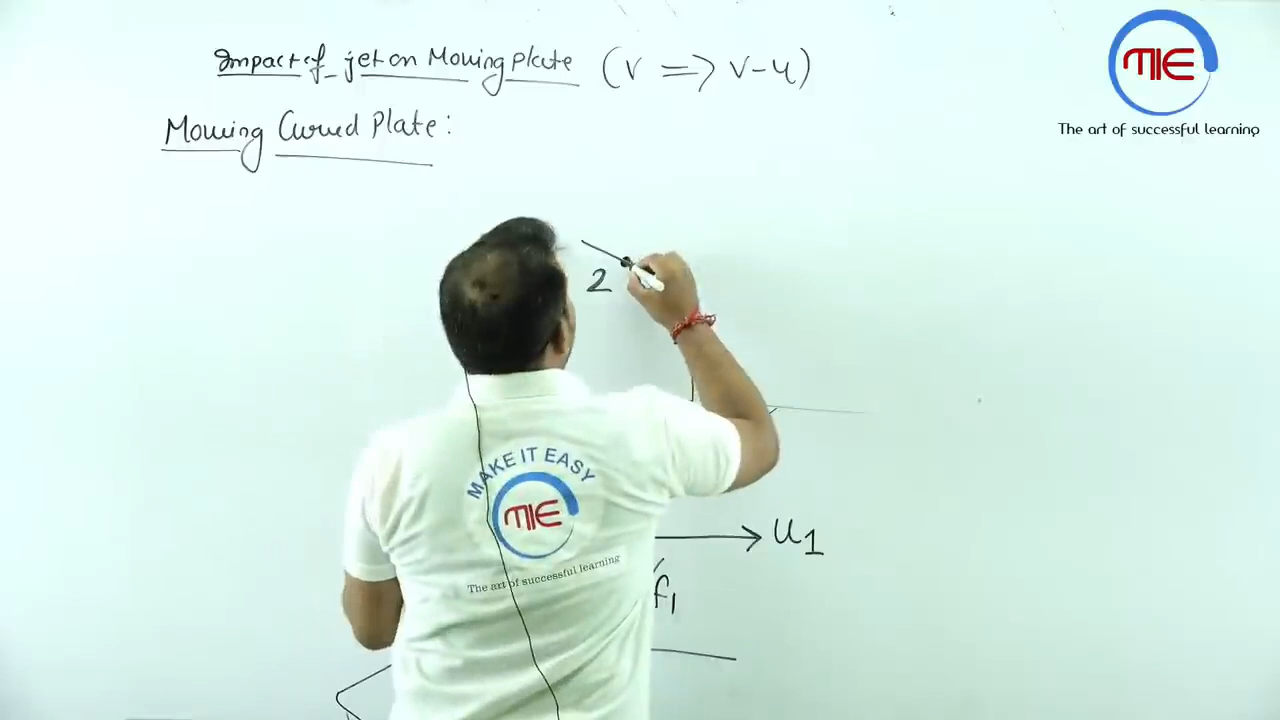 Impact of jet on Moving Plate (V => V-u)
Moving Curved Plate:
2
u1
f1
MIE
The art of successful learning
MAKE IT EASY
MIE
The art of successful learning